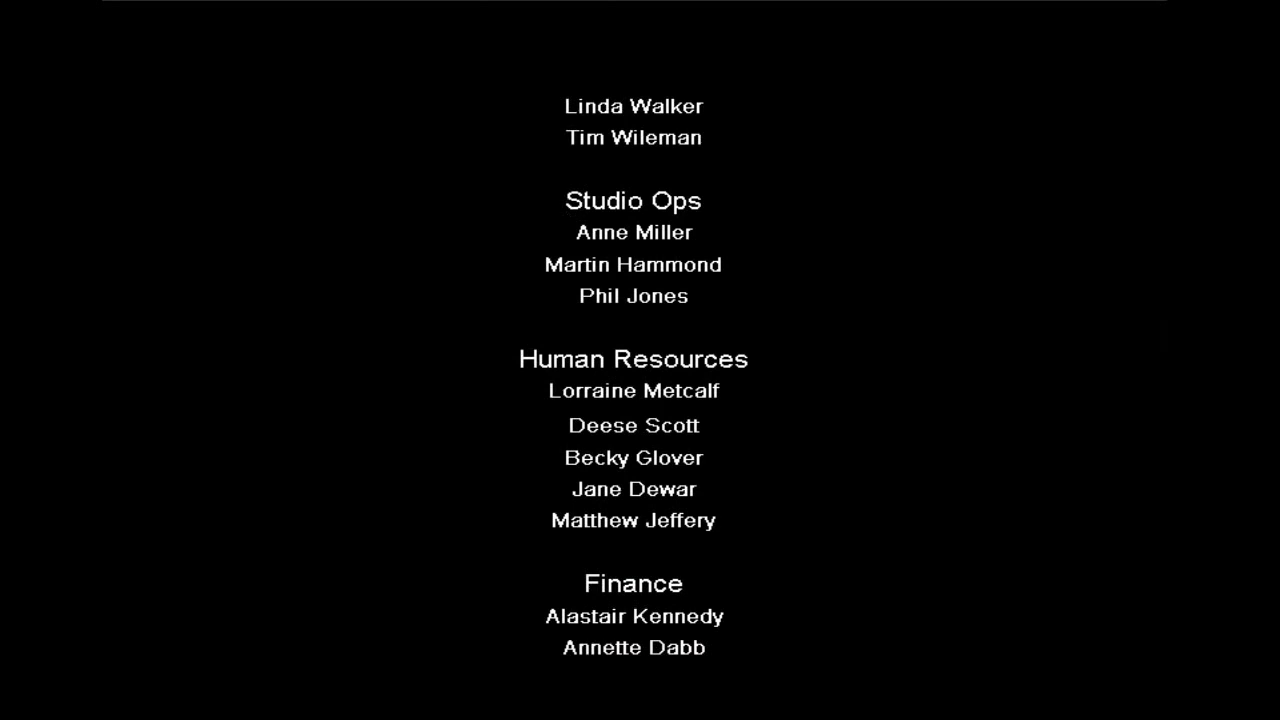 Linda Walker
Tim Wileman
Studio Ops
Anne Miller
Martin Hammond
Phil Jones
Human Resources
Lorraine Metcalf
Deese Scott
Becky Glover
Jane Dewar
Matthew Jeffery
Finance
Alastair Kennedy
Annette Dabb